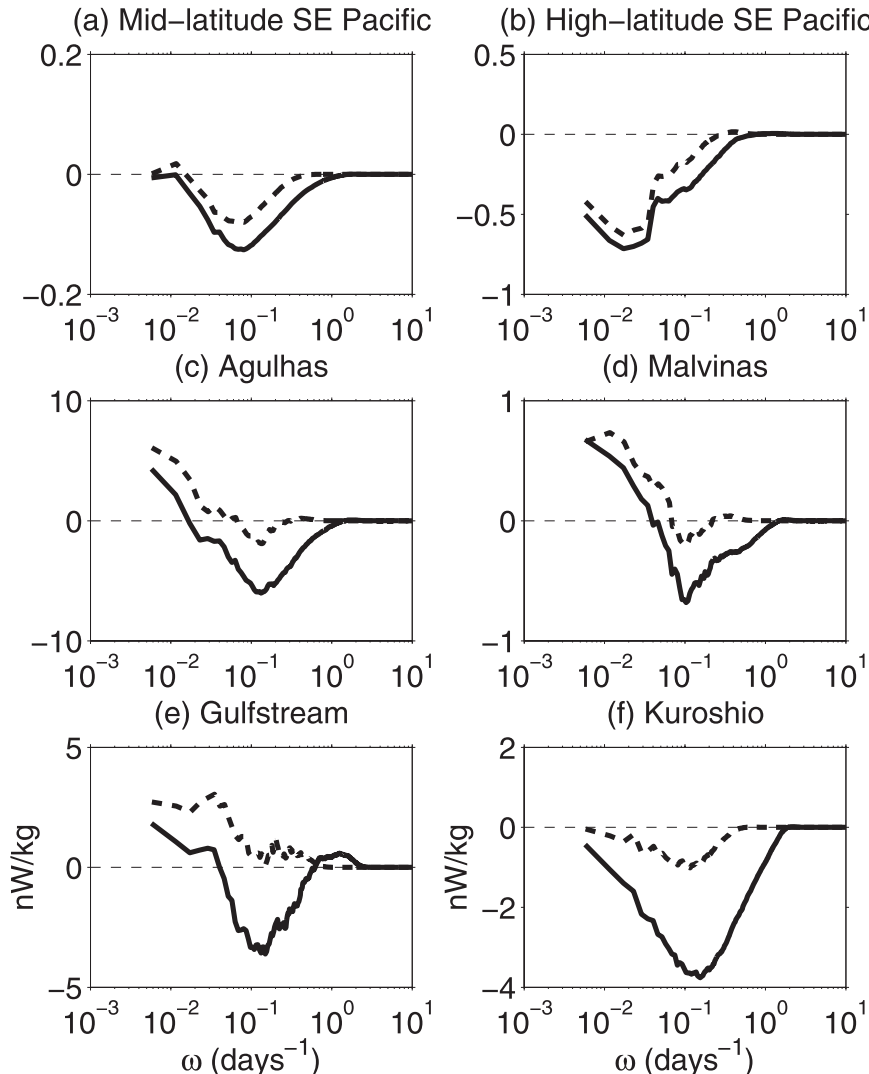 (a) Mid−latitude SE Pacific
0.2
0
−0.2
10⁻³ 10⁻² 10⁻¹ 10⁰ 10¹
(b) High−latitude SE Pacific
0.5
0
−0.5
−1
10⁻³ 10⁻² 10⁻¹ 10⁰ 10¹
(c) Agulhas
10
0
−10
10⁻³ 10⁻² 10⁻¹ 10⁰ 10¹
(d) Malvinas
1
0
−1
10⁻³ 10⁻² 10⁻¹ 10⁰ 10¹
(e) Gulfstream
nW/kg
5
0
−5
10⁻³ 10⁻² 10⁻¹ 10⁰ 10¹
ω (days⁻¹)
(f) Kuroshio
nW/kg
2
0
−2
−4
10⁻³ 10⁻² 10⁻¹ 10⁰ 10¹
ω (days⁻¹)